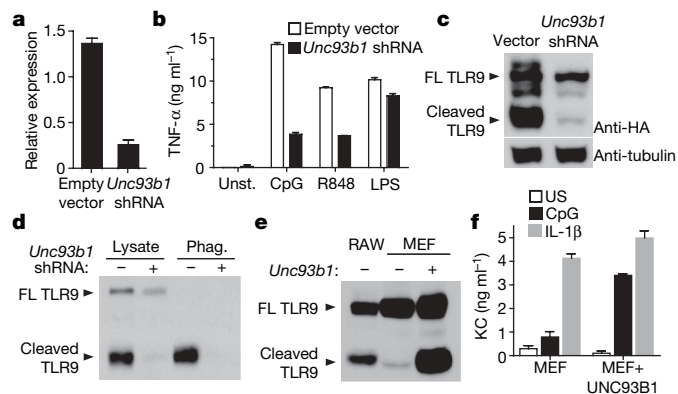 a
Relative expression
1.5
1.0
0.5
0
Empty vector
Unc93b1 shRNA
b
TNF-α (ng ml⁻¹)
15
10
5
0
Empty vector
Unc93b1 shRNA
Unst. CpG R848 LPS
c
Vector
Unc93b1 shRNA
FL TLR9
Cleaved TLR9
Anti-HA
Anti-tubulin
d
Lysate Phag.
Unc93b1 shRNA: − + − +
FL TLR9
Cleaved TLR9
e
RAW MEF
Unc93b1: − − +
FL TLR9
Cleaved TLR9
f
US
CpG
IL-1β
KC (ng ml⁻¹)
5
4
3
2
1
0
MEF
MEF+ UNC93B1